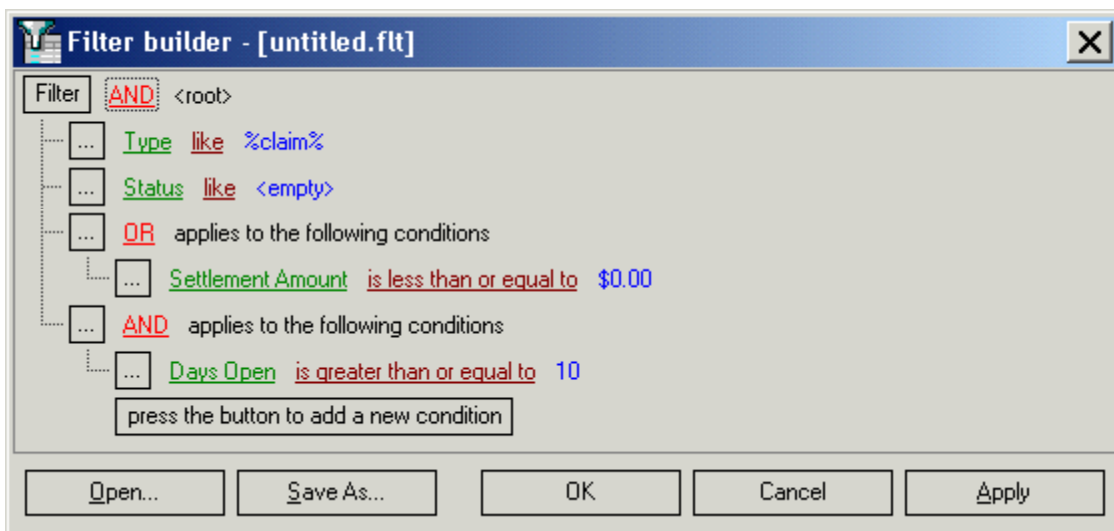 Filter builder - [untitled.flt]
Filter AND <root>
... Type like %claim%
... Status like <empty>
... OR applies to the following conditions
... Settlement Amount is less than or equal to $0.00
... AND applies to the following conditions
... Days Open is greater than or equal to 10
press the button to add a new condition
Open... Save As... OK Cancel Apply